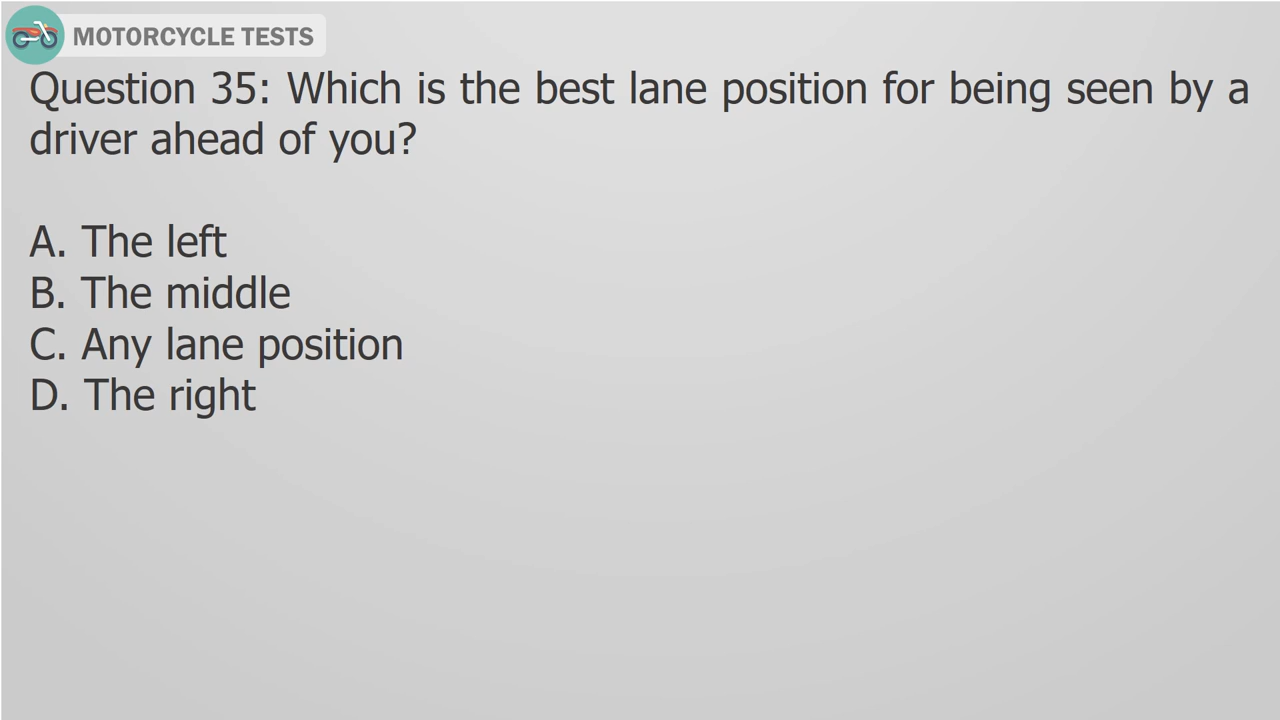 MOTORCYCLE TESTS
Question 35: Which is the best lane position for being seen by a
driver ahead of you?
A. The left
B. The middle
C. Any lane position
D. The right